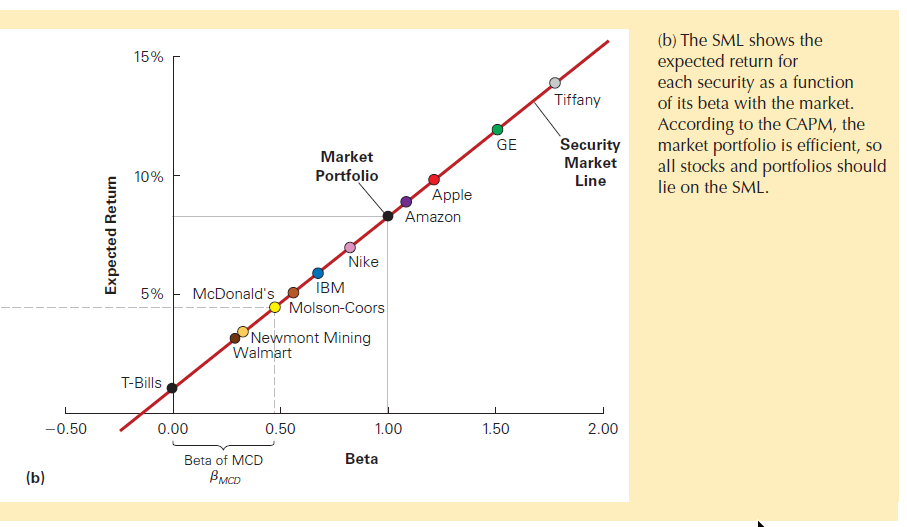 15%
Tiffany
GE
Security
Market
Line
Market
Portfolio
10%
Apple
Amazon
Expected Return
Nike
IBM
5%
McDonald's
Molson-Coors
Newmont Mining
Walmart
T-Bills
−0.50
0.00
0.50
1.00
1.50
2.00
Beta of MCD
βMCD
Beta
(b)
(b) The SML shows the
expected return for
each security as a function
of its beta with the market.
According to the CAPM, the
market portfolio is efficient, so
all stocks and portfolios should
lie on the SML.